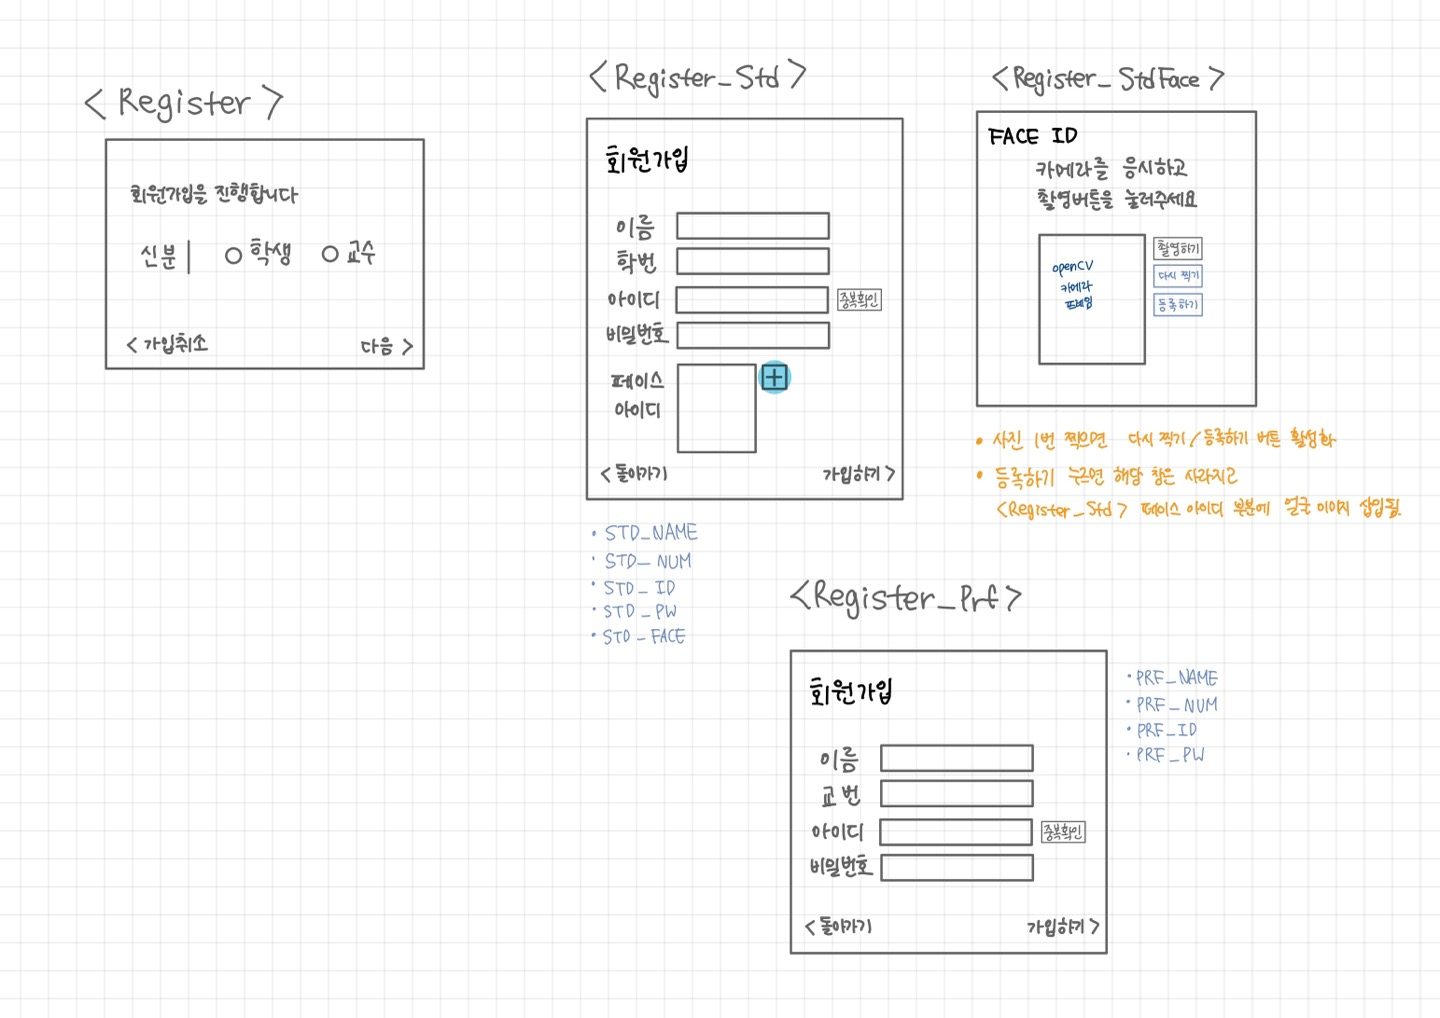 <Register>
회원가입을 진행합니다
신분 | ○ 학생 ○ 교수
< 가입취소
다음 >
<Register_Std>
회원가입
이름
학번
아이디
중복확인
비밀번호
페이스
아이디
+
< 돌아가기
가입하기 >
• STD_NAME
• STD_NUM
• STD_ID
• STD_PW
• STD_FACE
<Register_StdFace>
FACE ID
카메라를 응시하고
촬영버튼을 눌러주세요
openCV
카메라
프레임
촬영하기
다시 찍기
등록하기
• 사진 1번 찍으면 다시 찍기 / 등록하기 버튼 활성화
• 등록하기 누르면 해당 창은 사라지고
<Register_Std> 페이스 아이디 부분에 얼굴 이미지 삽입됨.
<Register_Prf>
회원가입
이름
교번
아이디
중복확인
비밀번호
< 돌아가기
가입하기 >
• PRF_NAME
• PRF_NUM
• PRF_ID
• PRF_PW